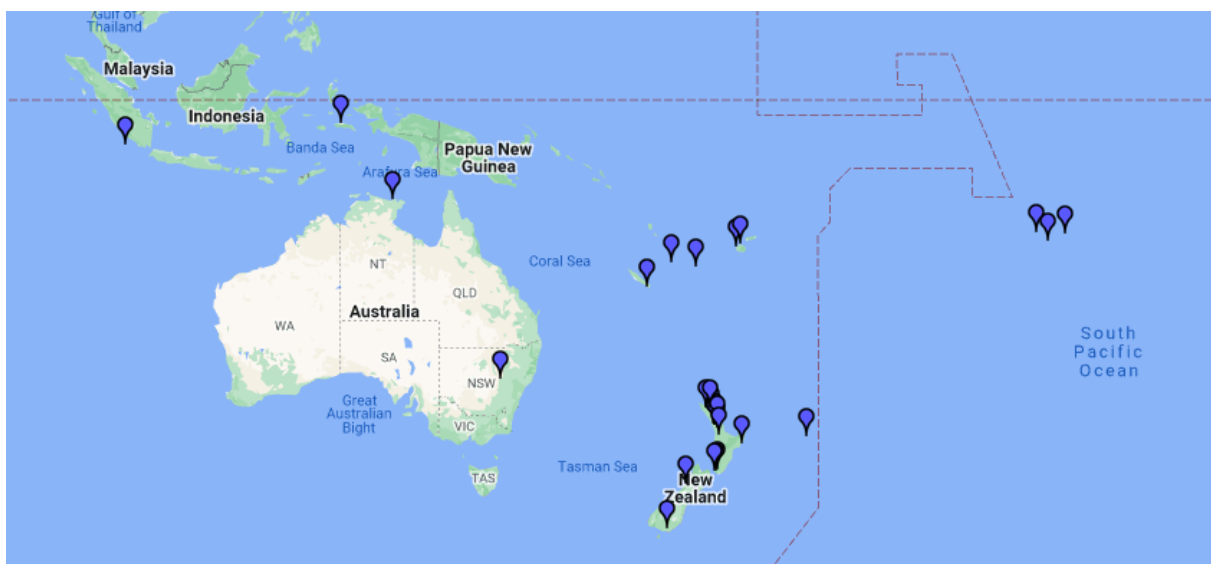 Gulf of
Thailand
Malaysia
Indonesia
Banda Sea
Papua New
Guinea
Arafura Sea
Coral Sea
NT
QLD
Australia
WA
SA
NSW
Great
Australian
Bight
VIC
TAS
Tasman Sea
New
Zealand
South
Pacific
Ocean